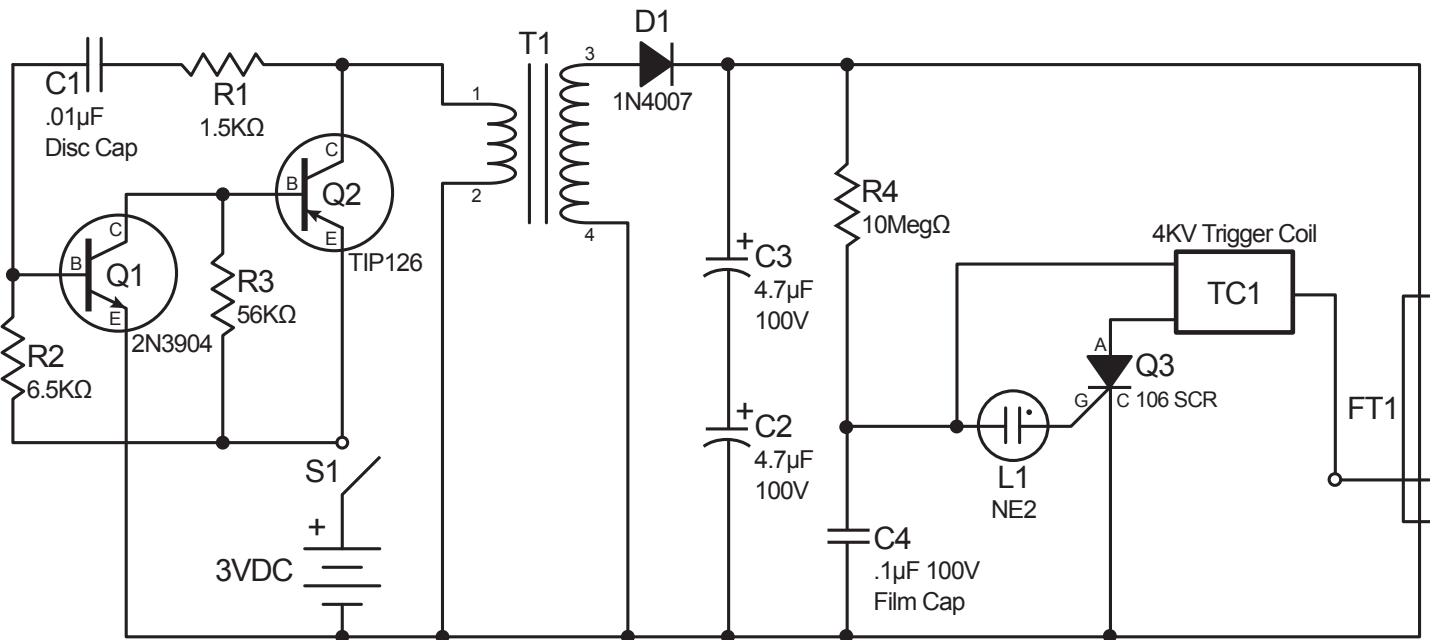 C1
.01µF
Disc Cap
R1
1.5KΩ
T1
1
2
3
4
D1
1N4007
C
B
E
Q2
TIP126
C
B
E
Q1
2N3904
R3
56KΩ
R2
6.5KΩ
S1
+
3VDC
+
C3
4.7µF
100V
+
C2
4.7µF
100V
R4
10MegΩ
C4
.1µF 100V
Film Cap
L1
NE2
4KV Trigger Coil
TC1
A
G
C
Q3
106 SCR
FT1